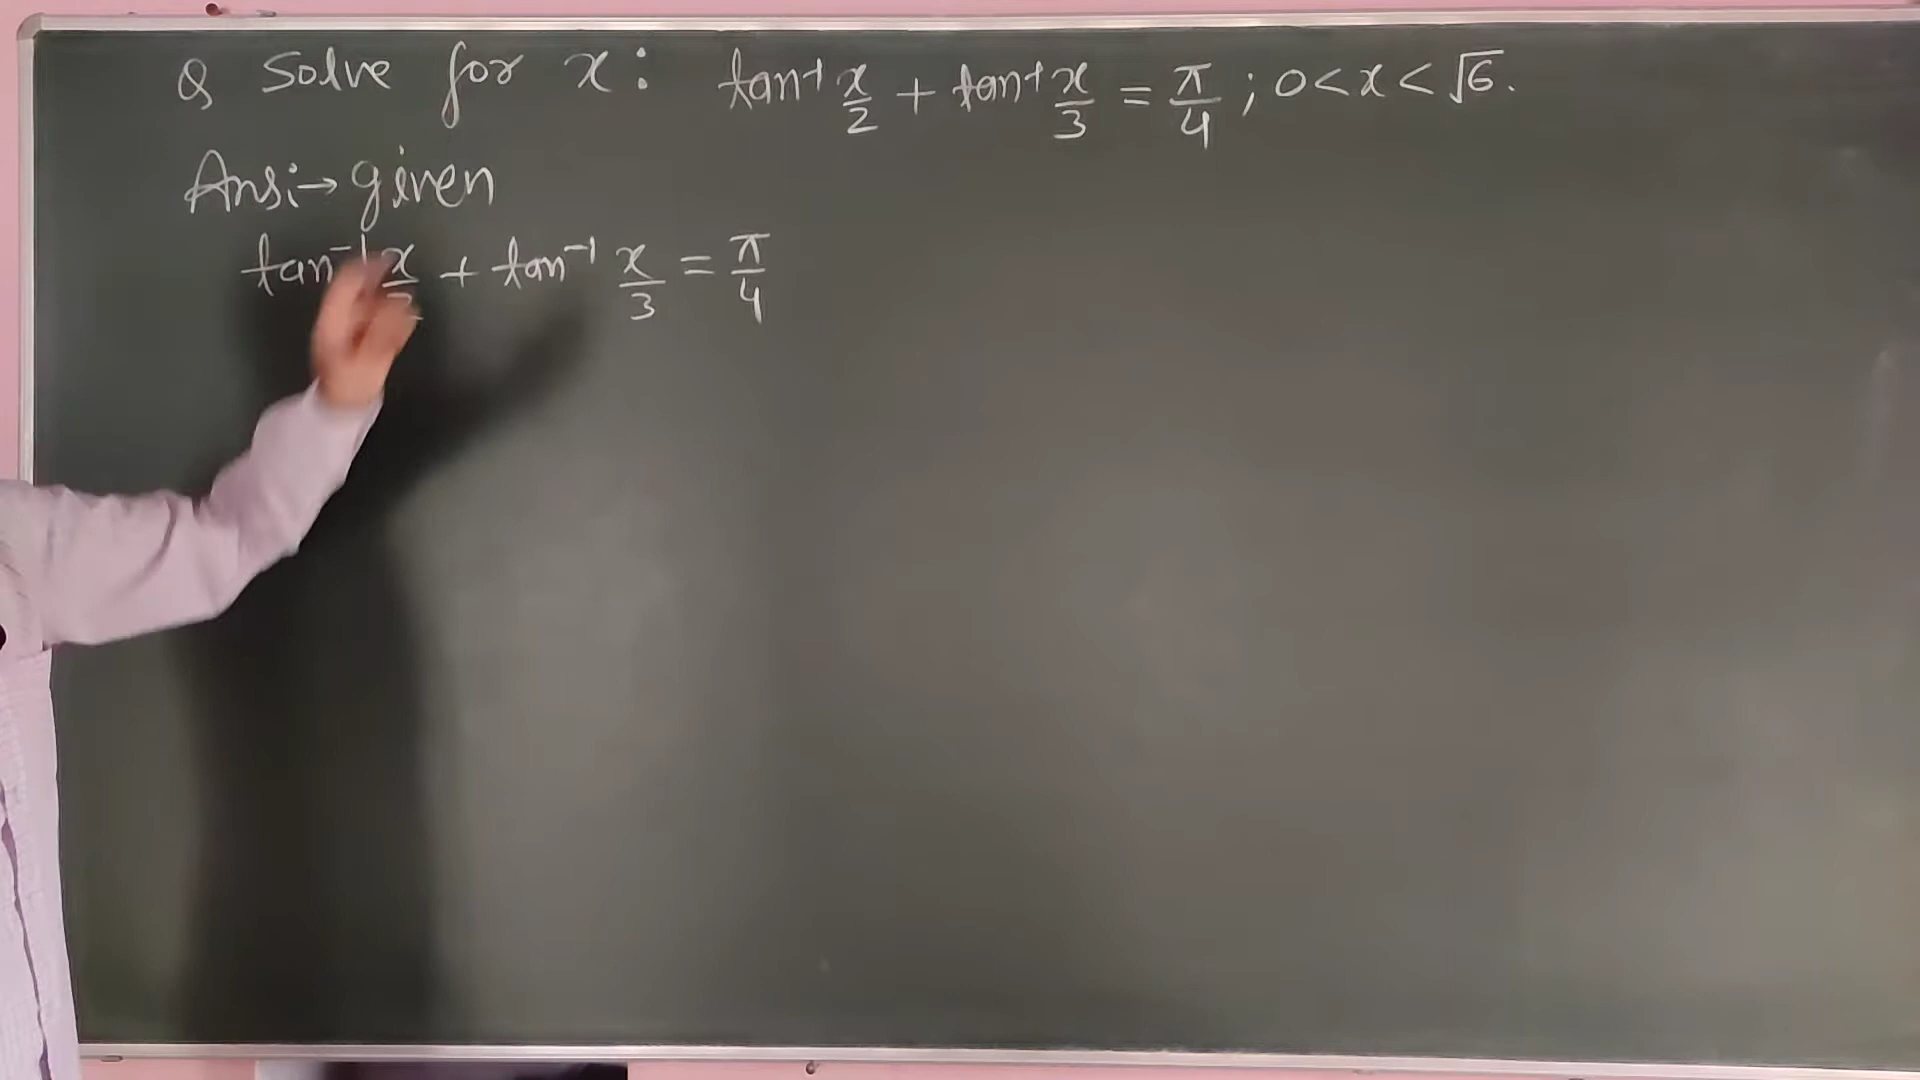 Q Solve for x : tan⁻¹ x/2 + tan⁻¹ x/3 = π/4 ; 0 < x < √6.
Ans:→ given
tan⁻¹ x/2 + tan⁻¹ x/3 = π/4